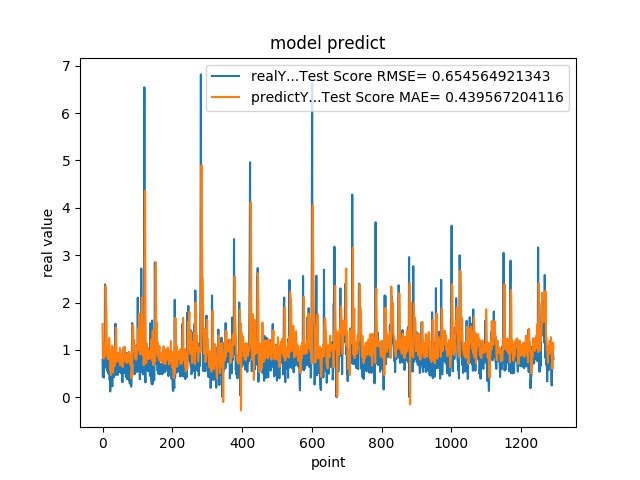 model predict
realY...Test Score RMSE= 0.654564921343
predictY...Test Score MAE= 0.439567204116
real value
7
6
5
4
3
2
1
0
0 200 400 600 800 1000 1200
point